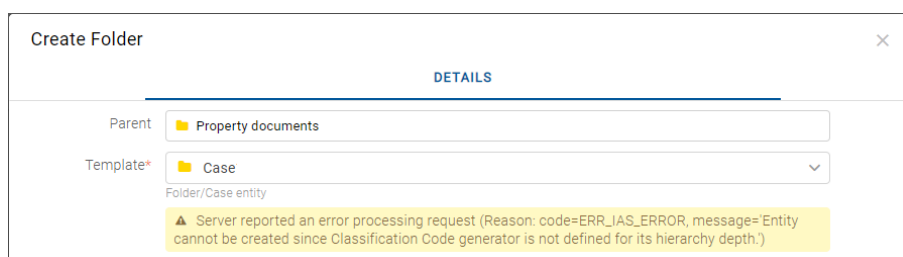 Create Folder
DETAILS
Parent Property documents
Template* Case
Folder/Case entity
Server reported an error processing request (Reason: code=ERR_IAS_ERROR, message='Entity
cannot be created since Classification Code generator is not defined for its hierarchy depth.')